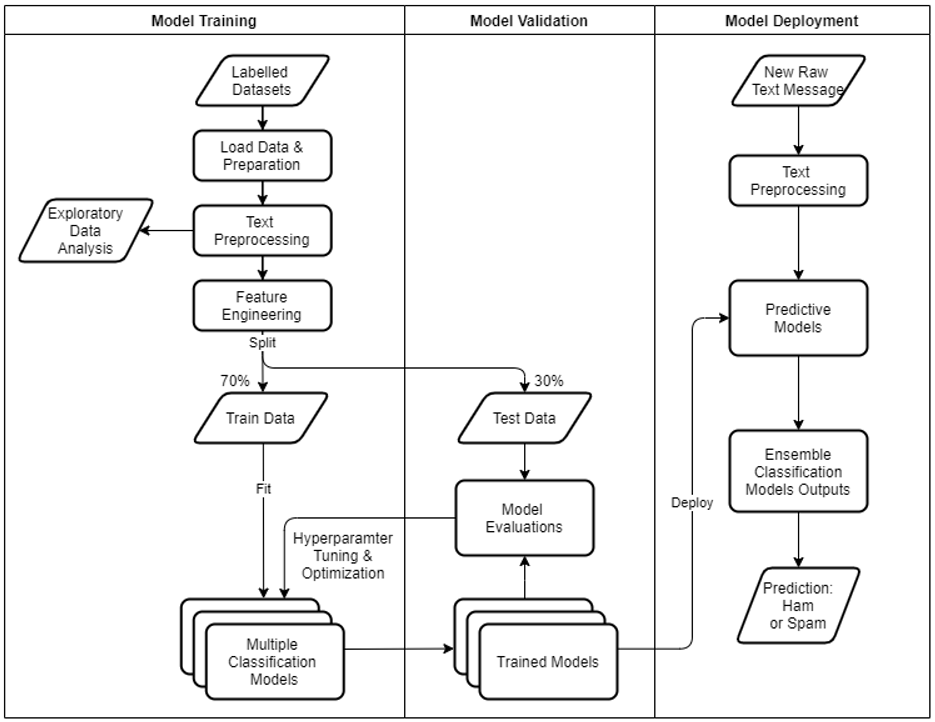 Model Training
Model Validation
Model Deployment
Labelled
Datasets
Load Data &
Preparation
Exploratory
Data
Analysis
Text
Preprocessing
Feature
Engineering
Split
70%
30%
Train Data
Test Data
Fit
Model
Evaluations
Hyperparamter
Tuning &
Optimization
Multiple
Classification
Models
Trained Models
Deploy
New Raw
Text Message
Text
Preprocessing
Predictive
Models
Ensemble
Classification
Models Outputs
Prediction:
Ham
or Spam